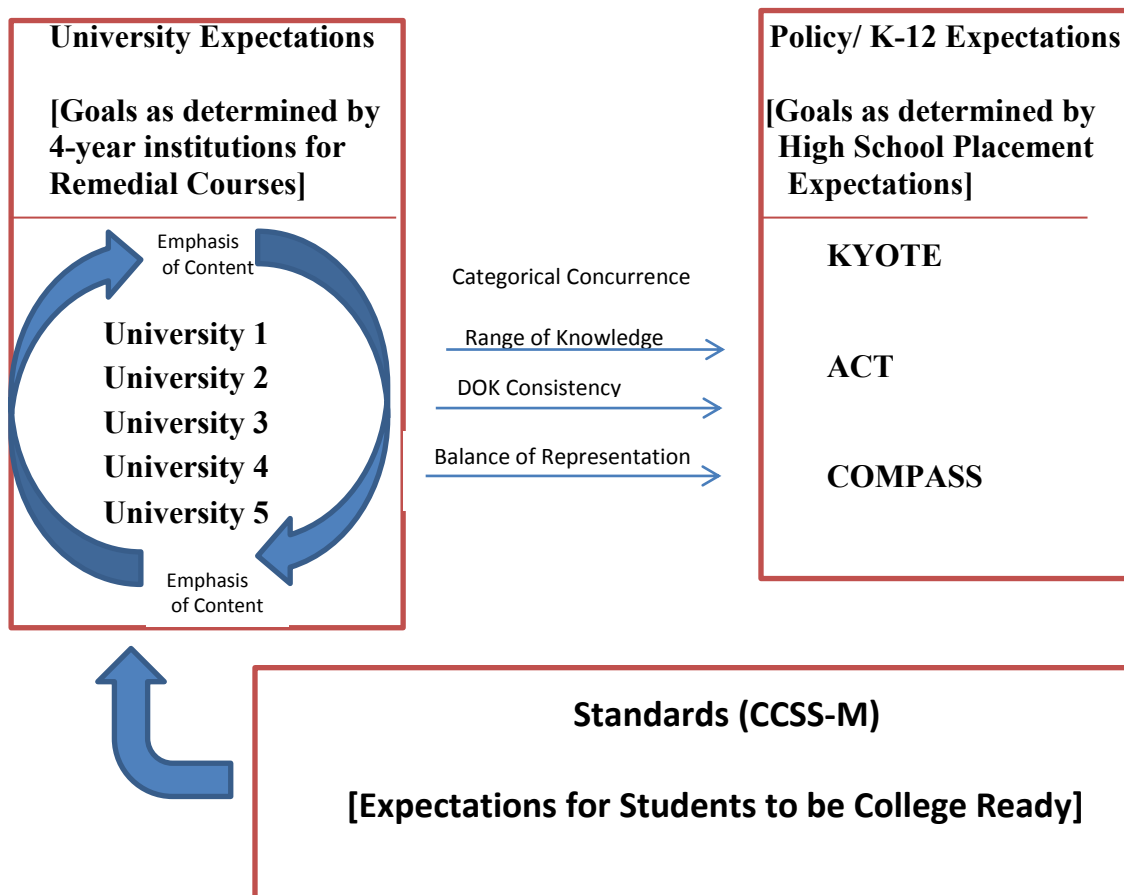 University Expectations
[Goals as determined by
4-year institutions for
Remedial Courses]
Emphasis
of Content
University 1
University 2
University 3
University 4
University 5
Emphasis
of Content
Categorical Concurrence
Range of Knowledge
DOK Consistency
Balance of Representation
Policy/ K-12 Expectations
[Goals as determined by
High School Placement
Expectations]
KYOTE
ACT
COMPASS
Standards (CCSS-M)
[Expectations for Students to be College Ready]